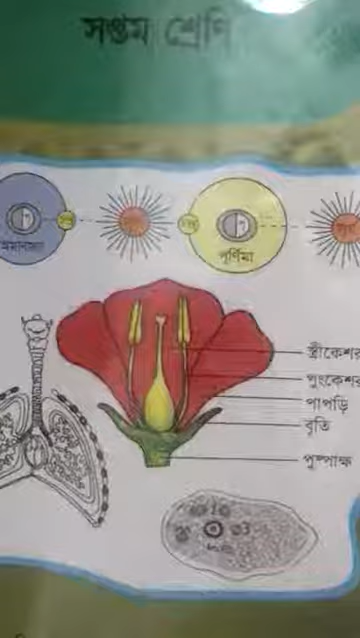 সপ্তম শ্রেণি
অমাবস্যা
পূর্ণিমা
স্ত্রীকেশর
পুংকেশর
পাপড়ি
বৃতি
পুষ্পাক্ষ